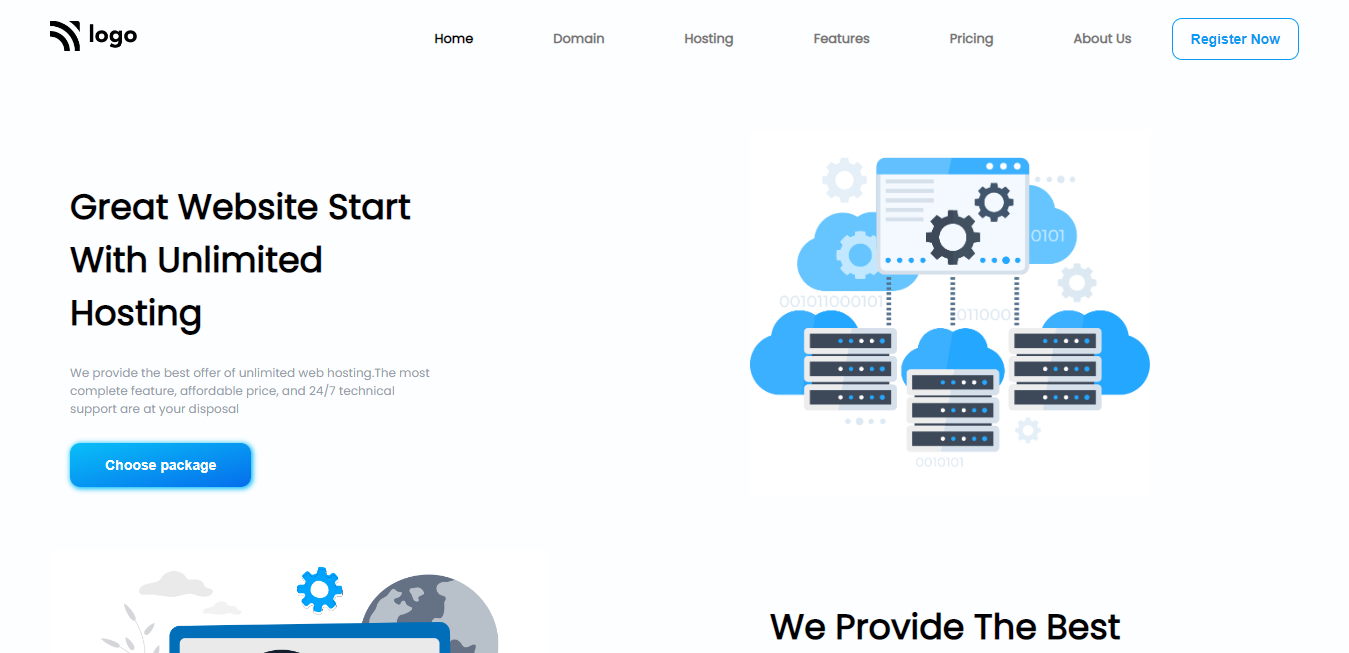 logo
Home Domain Hosting Features Pricing About Us Register Now
Great Website Start
With Unlimited
Hosting
We provide the best offer of unlimited web hosting.The most
complete feature, affordable price, and 24/7 technical
support are at your disposal
Choose package
0101
001011000101
011000
0010101
We Provide The Best